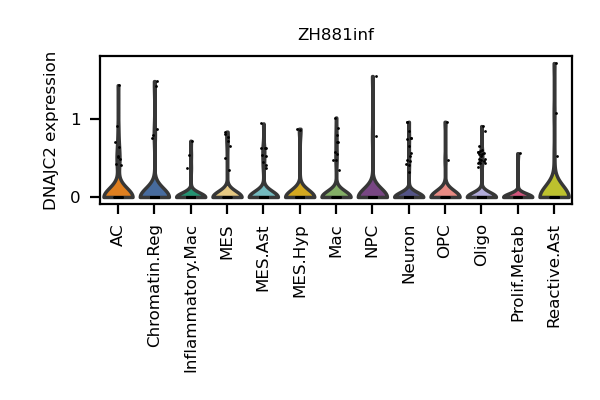 ZH881inf
DNAJC2 expression
1
0
AC
Chromatin.Reg
Inflammatory.Mac
MES
MES.Ast
MES.Hyp
Mac
NPC
Neuron
OPC
Oligo
Prolif.Metab
Reactive.Ast